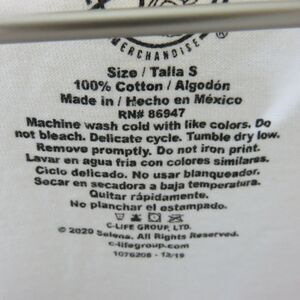 MERCHANDISE
Size / Talla S
100% Cotton / Algodón
Made in / Hecho en México
RN# 86947
Machine wash cold with like colors. Do
not bleach. Delicate cycle. Tumble dry low.
Remove promptly. Do not iron print.
Lavar en agua fria con colores similares.
Ciclo delicado. No usar blanqueador.
Secar en secadora a baja temperatura.
Quitar rápidamente.
No planchar el estampado.
C-LIFE GROUP, LTD.
© 2020 Selena. All Rights Reserved.
c-lifegroup.com
1076208 - 12/19